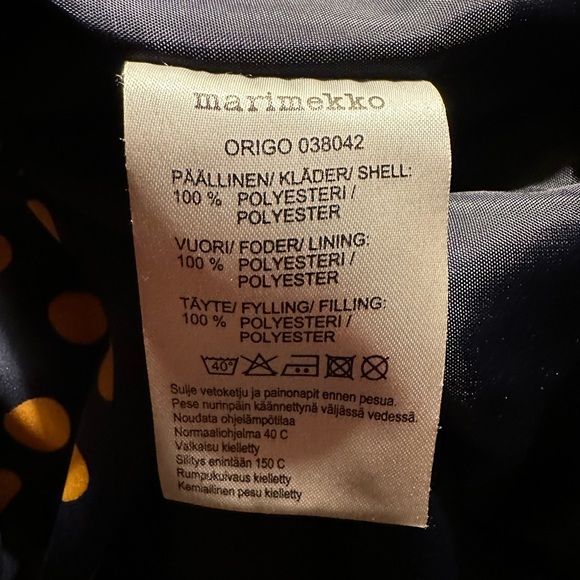 marimekko
ORIGO 038042
PÄÄLLINEN/ KLÄDER/ SHELL:
100 % POLYESTERI /
POLYESTER
VUORI/ FODER/ LINING:
100 % POLYESTERI /
POLYESTER
TÄYTE/ FYLLING/ FILLING:
100 % POLYESTERI /
POLYESTER
40°
Sulje vetoketju ja painonapit ennen pesua.
Pese nurinpäin käännettynä väljässä vedessä.
Noudata ohjelämpötilaa
Normaaliohjelma 40 C
Valkaisu kielletty
Silitys enintään 150 C
Rumpukuivaus kielletty
Kemiallinen pesu kielletty